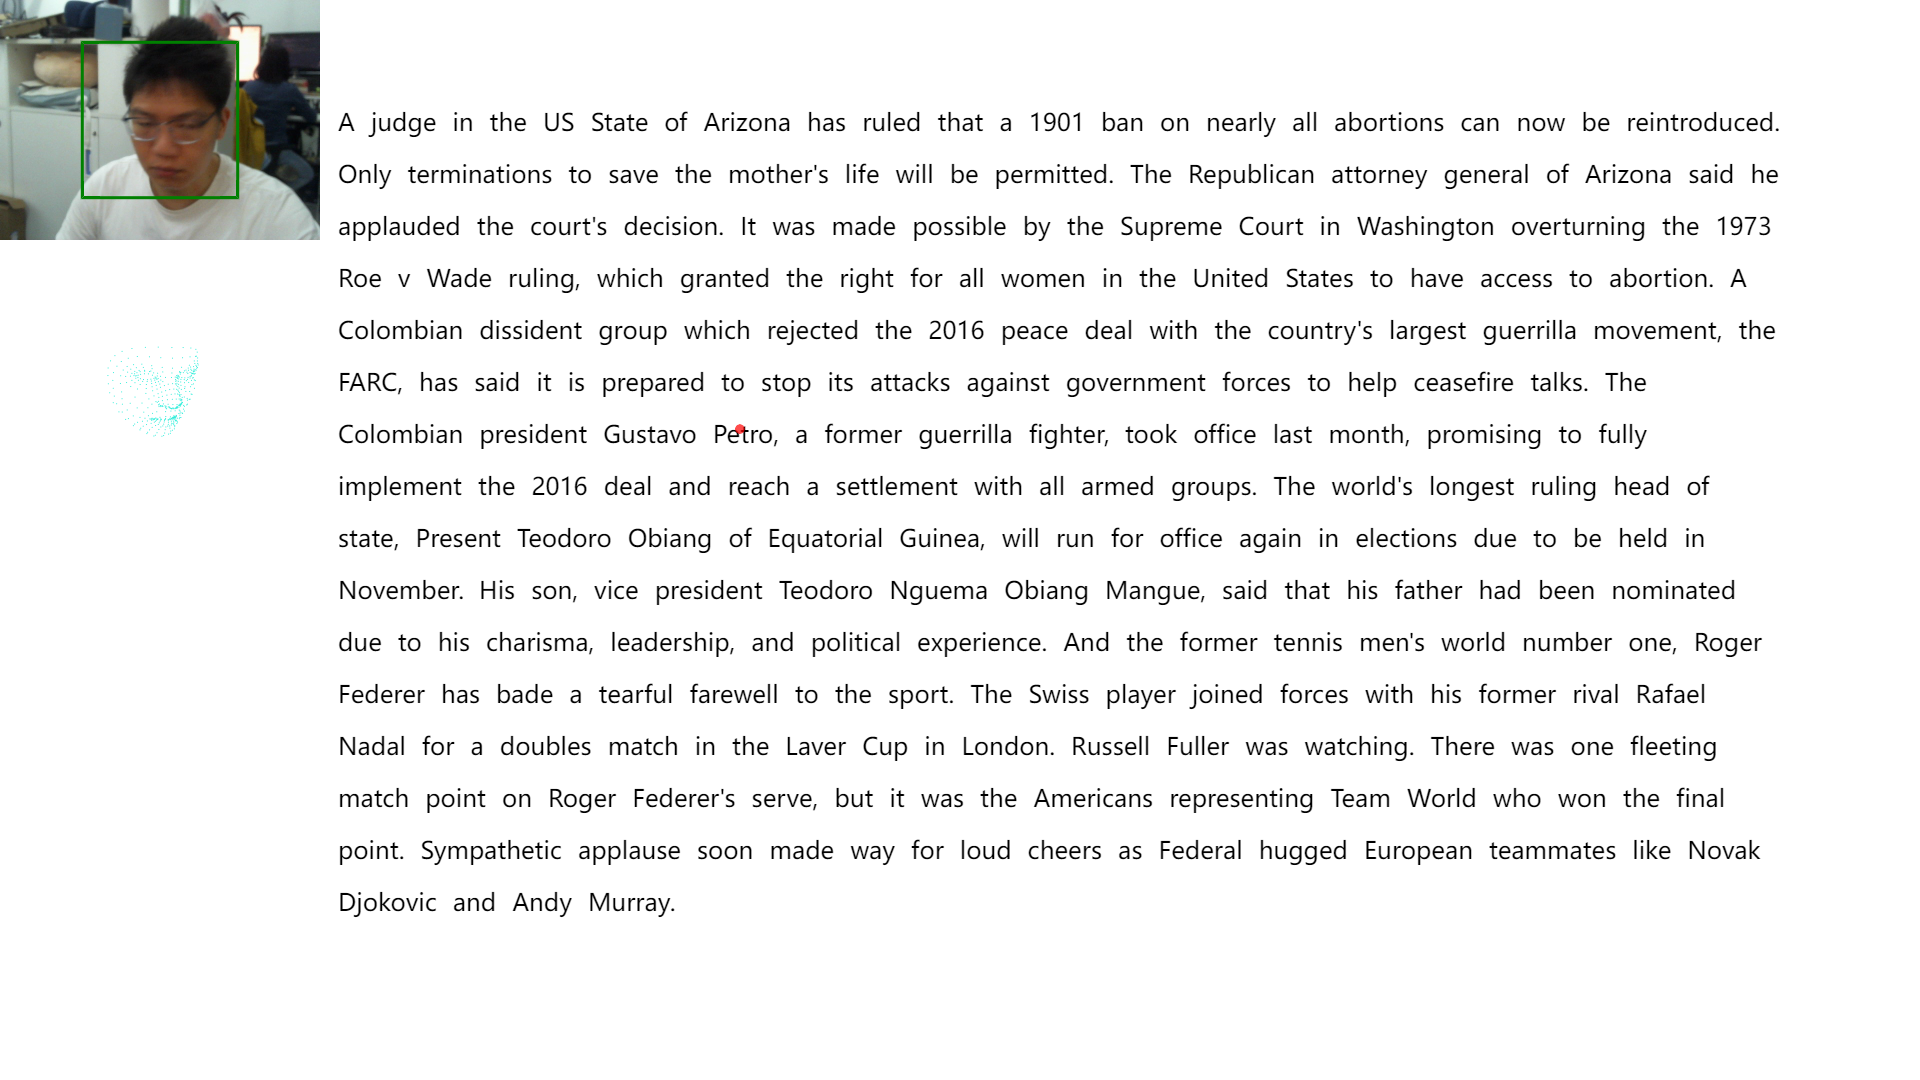 A judge in the US State of Arizona has ruled that a 1901 ban on nearly all abortions can now be reintroduced.
Only terminations to save the mother's life will be permitted. The Republican attorney general of Arizona said he
applauded the court's decision. It was made possible by the Supreme Court in Washington overturning the 1973
Roe v Wade ruling, which granted the right for all women in the United States to have access to abortion. A
Colombian dissident group which rejected the 2016 peace deal with the country's largest guerrilla movement, the
FARC, has said it is prepared to stop its attacks against government forces to help ceasefire talks. The
Colombian president Gustavo Petro, a former guerrilla fighter, took office last month, promising to fully
implement the 2016 deal and reach a settlement with all armed groups. The world's longest ruling head of
state, Present Teodoro Obiang of Equatorial Guinea, will run for office again in elections due to be held in
November. His son, vice president Teodoro Nguema Obiang Mangue, said that his father had been nominated
due to his charisma, leadership, and political experience. And the former tennis men's world number one, Roger
Federer has bade a tearful farewell to the sport. The Swiss player joined forces with his former rival Rafael
Nadal for a doubles match in the Laver Cup in London. Russell Fuller was watching. There was one fleeting
match point on Roger Federer's serve, but it was the Americans representing Team World who won the final
point. Sympathetic applause soon made way for loud cheers as Federal hugged European teammates like Novak
Djokovic and Andy Murray.